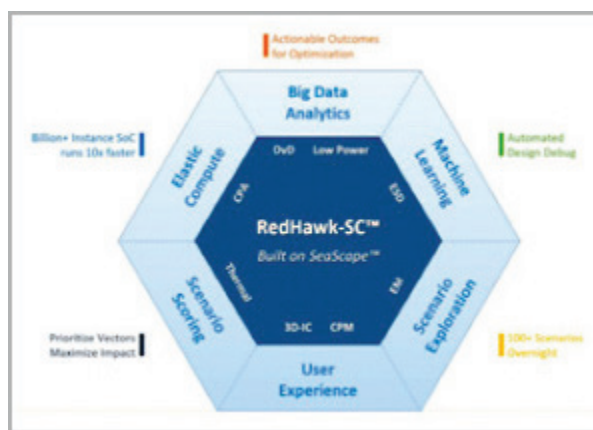 Actionable Outcomes
for Optimization
Big Data
Analytics
Billion+ Instance SoC
runs 10x faster
Elastic
Compute
Machine
Learning
Automated
Design Debug
DvD Low Power
CPA
ESD
RedHawk-SC™
Built on SeaScape™
Thermal
EM
3D-IC CPM
Scenario
Scoring
Scenario
Exploration
Prioritize Vectors
Maximize Impact
100+ Scenarios
Overnight
User
Experience